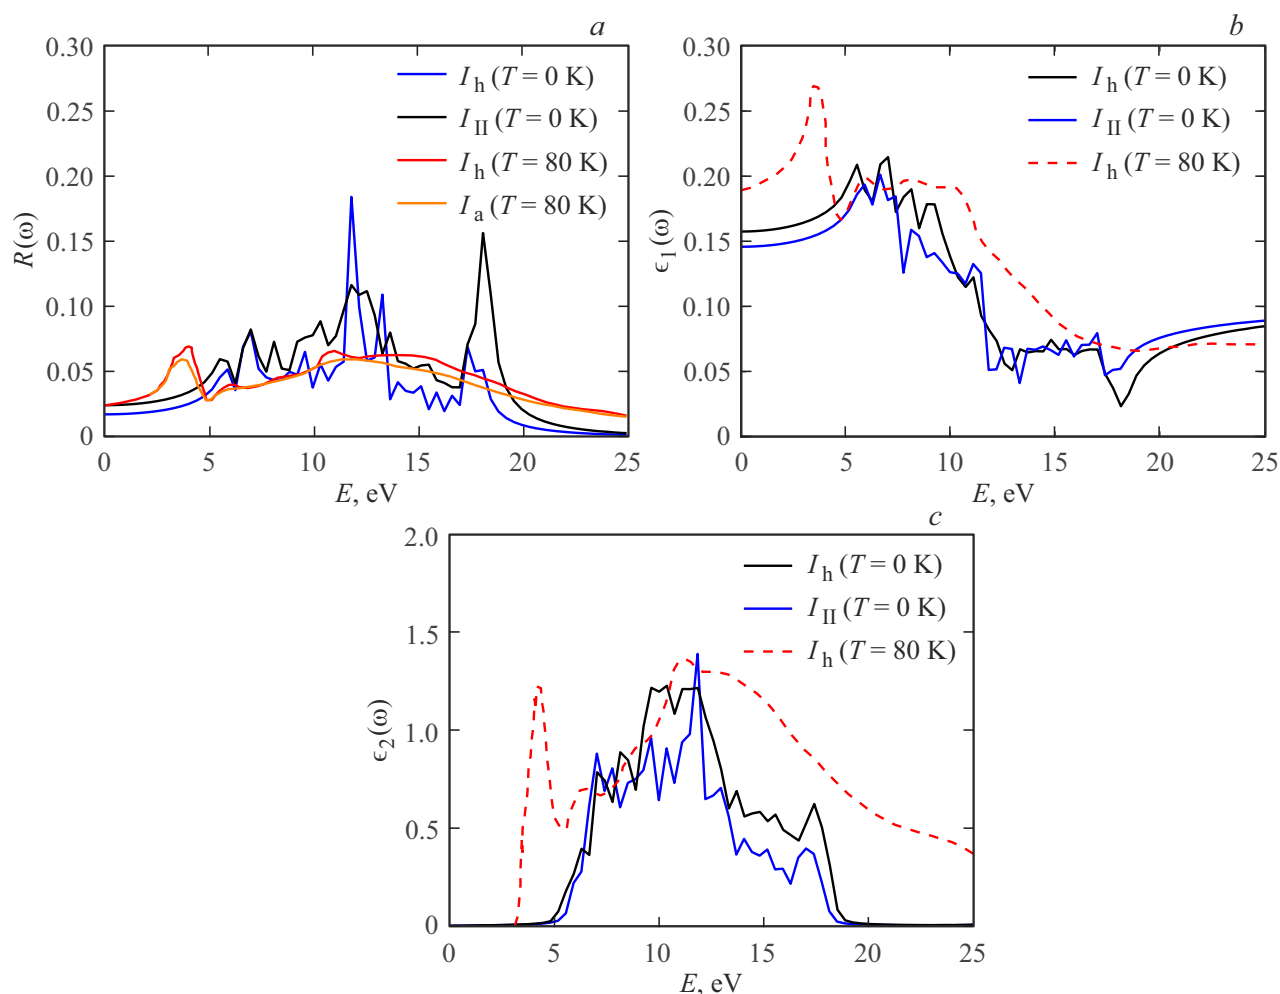 a
0.30
0.25
0.20
0.15
0.10
0.05
0
R(ω)
I h (T = 0 K)
I II (T = 0 K)
I h (T = 80 K)
I a (T = 80 K)
0 5 10 15 20 25
E, eV
b
0.30
0.25
0.20
0.15
0.10
0.05
0
ϵ1(ω)
I h (T = 0 K)
I II (T = 0 K)
I h (T = 80 K)
0 5 10 15 20 25
E, eV
c
2.0
1.5
1.0
0.5
0
ϵ2(ω)
I h (T = 0 K)
I II (T = 0 K)
I h (T = 80 K)
0 5 10 15 20 25
E, eV